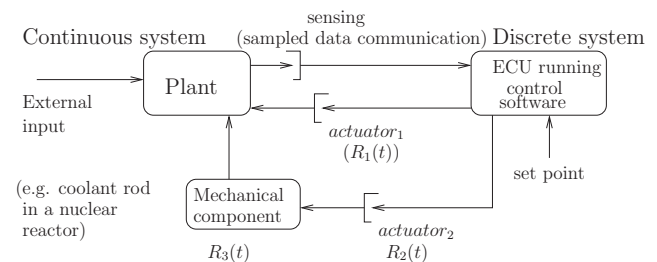 sensing
Continuous system
(sampled data communication)
Discrete system
Plant
ECU running
control
software
External
input
actuator₁
(R₁(t))
set point
(e.g. coolant rod
in a nuclear
reactor)
Mechanical
component
actuator₂
R₃(t)
R₂(t)